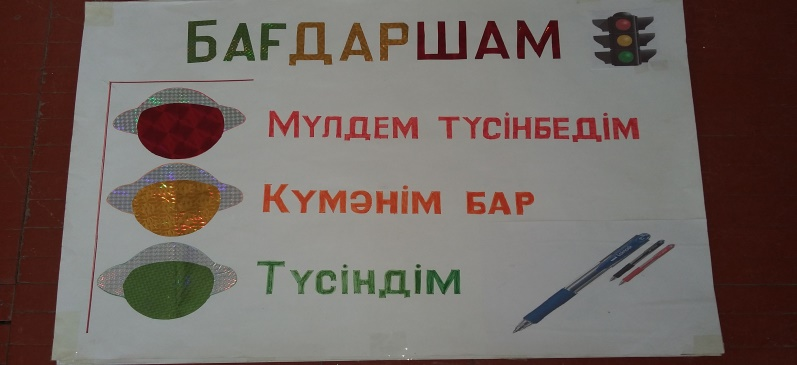 БАҒДАРШАМ
МҮЛДЕМ ТҮСІНБЕДІМ
КҮМӘНІМ БАР
ТҮСІНДІМ